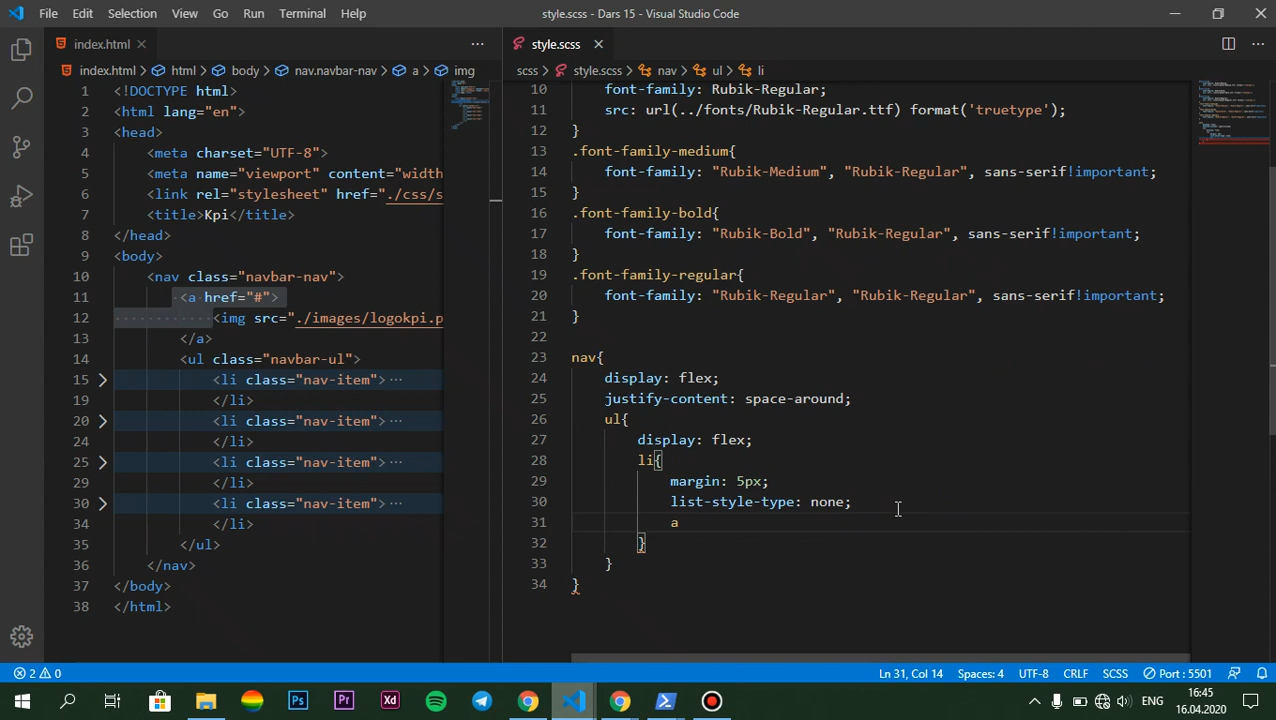 File Edit Selection View Go Run Terminal Help
style.scss - Dars 15 - Visual Studio Code
index.html
index.html html body nav.navbar-nav a img
1 <!DOCTYPE html>
2 <html lang="en">
3 <head>
4 <meta charset="UTF-8">
5 <meta name="viewport" content="width
6 <link rel="stylesheet" href="./css/s
7 <title>Kpi</title>
8 </head>
9 <body>
10 <nav class="navbar-nav">
11 <a href="#">
12 <img src="./images/logokpi.p
13 </a>
14 <ul class="navbar-ul">
15 <li class="nav-item">···
19 </li>
20 <li class="nav-item">···
24 </li>
25 <li class="nav-item">···
29 </li>
30 <li class="nav-item">···
34 </li>
35 </ul>
36 </nav>
37 </body>
38 </html>
style.scss
scss style.scss nav ul li
10 font-family: Rubik-Regular;
11 src: url(../fonts/Rubik-Regular.ttf) format('truetype');
12 }
13 .font-family-medium{
14 font-family: "Rubik-Medium", "Rubik-Regular", sans-serif!important;
15 }
16 .font-family-bold{
17 font-family: "Rubik-Bold", "Rubik-Regular", sans-serif!important;
18 }
19 .font-family-regular{
20 font-family: "Rubik-Regular", "Rubik-Regular", sans-serif!important;
21 }
22
23 nav{
24 display: flex;
25 justify-content: space-around;
26 ul{
27 display: flex;
28 li{
29 margin: 5px;
30 list-style-type: none;
31 a
32 }
33 }
34 }
2 0
Ln 31, Col 14 Spaces: 4 UTF-8 CRLF SCSS Port : 5501
Ps Pr Xd
ENG
16:45
16.04.2020